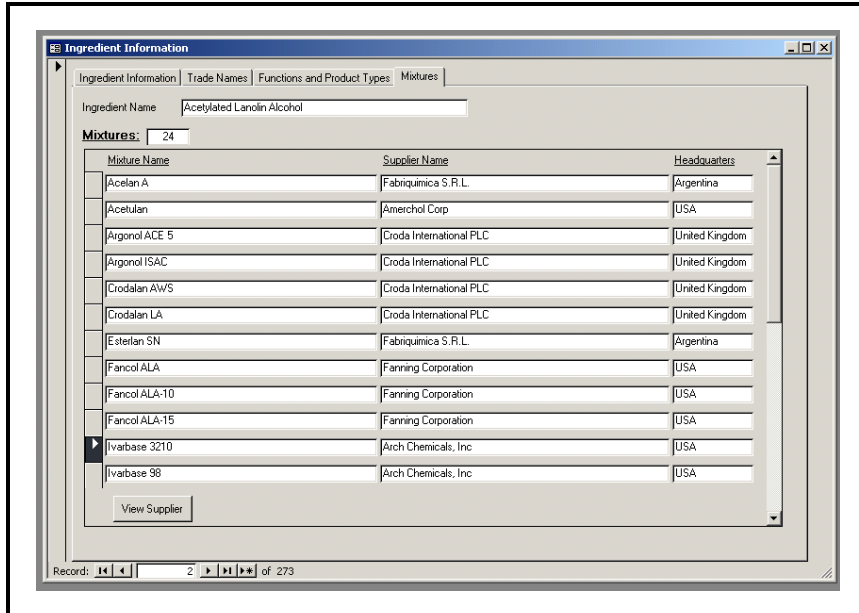 Ingredient Information
Ingredient Information Trade Names Functions and Product Types Mixtures
Ingredient Name Acetylated Lanolin Alcohol
Mixtures: 24
Mixture Name Supplier Name Headquarters
Acelan A Fabriquimica S.R.L. Argentina
Acetulan Amerchol Corp USA
Argonol ACE 5 Croda International PLC United Kingdom
Argonol ISAC Croda International PLC United Kingdom
Crodalan AWS Croda International PLC United Kingdom
Crodalan LA Croda International PLC United Kingdom
Esterlan SN Fabriquimica S.R.L. Argentina
Fancol ALA Fanning Corporation USA
Fancol ALA-10 Fanning Corporation USA
Fancol ALA-15 Fanning Corporation USA
Ivarbase 3210 Arch Chemicals, Inc USA
Ivarbase 98 Arch Chemicals, Inc USA
View Supplier
Record: 2 of 273